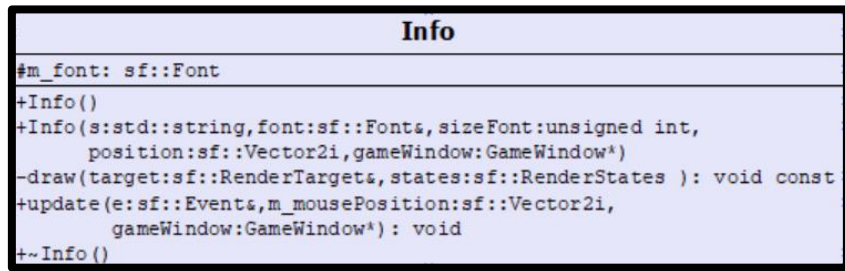 Info
#m_font: sf::Font
+Info()
+Info(s:std::string,font:sf::Font&,sizeFont:unsigned int,
position:sf::Vector2i,gameWindow:GameWindow*)
-draw(target:sf::RenderTarget&,states:sf::RenderStates ): void const
+update(e:sf::Event&,m_mousePosition:sf::Vector2i,
gameWindow:GameWindow*): void
+~Info()